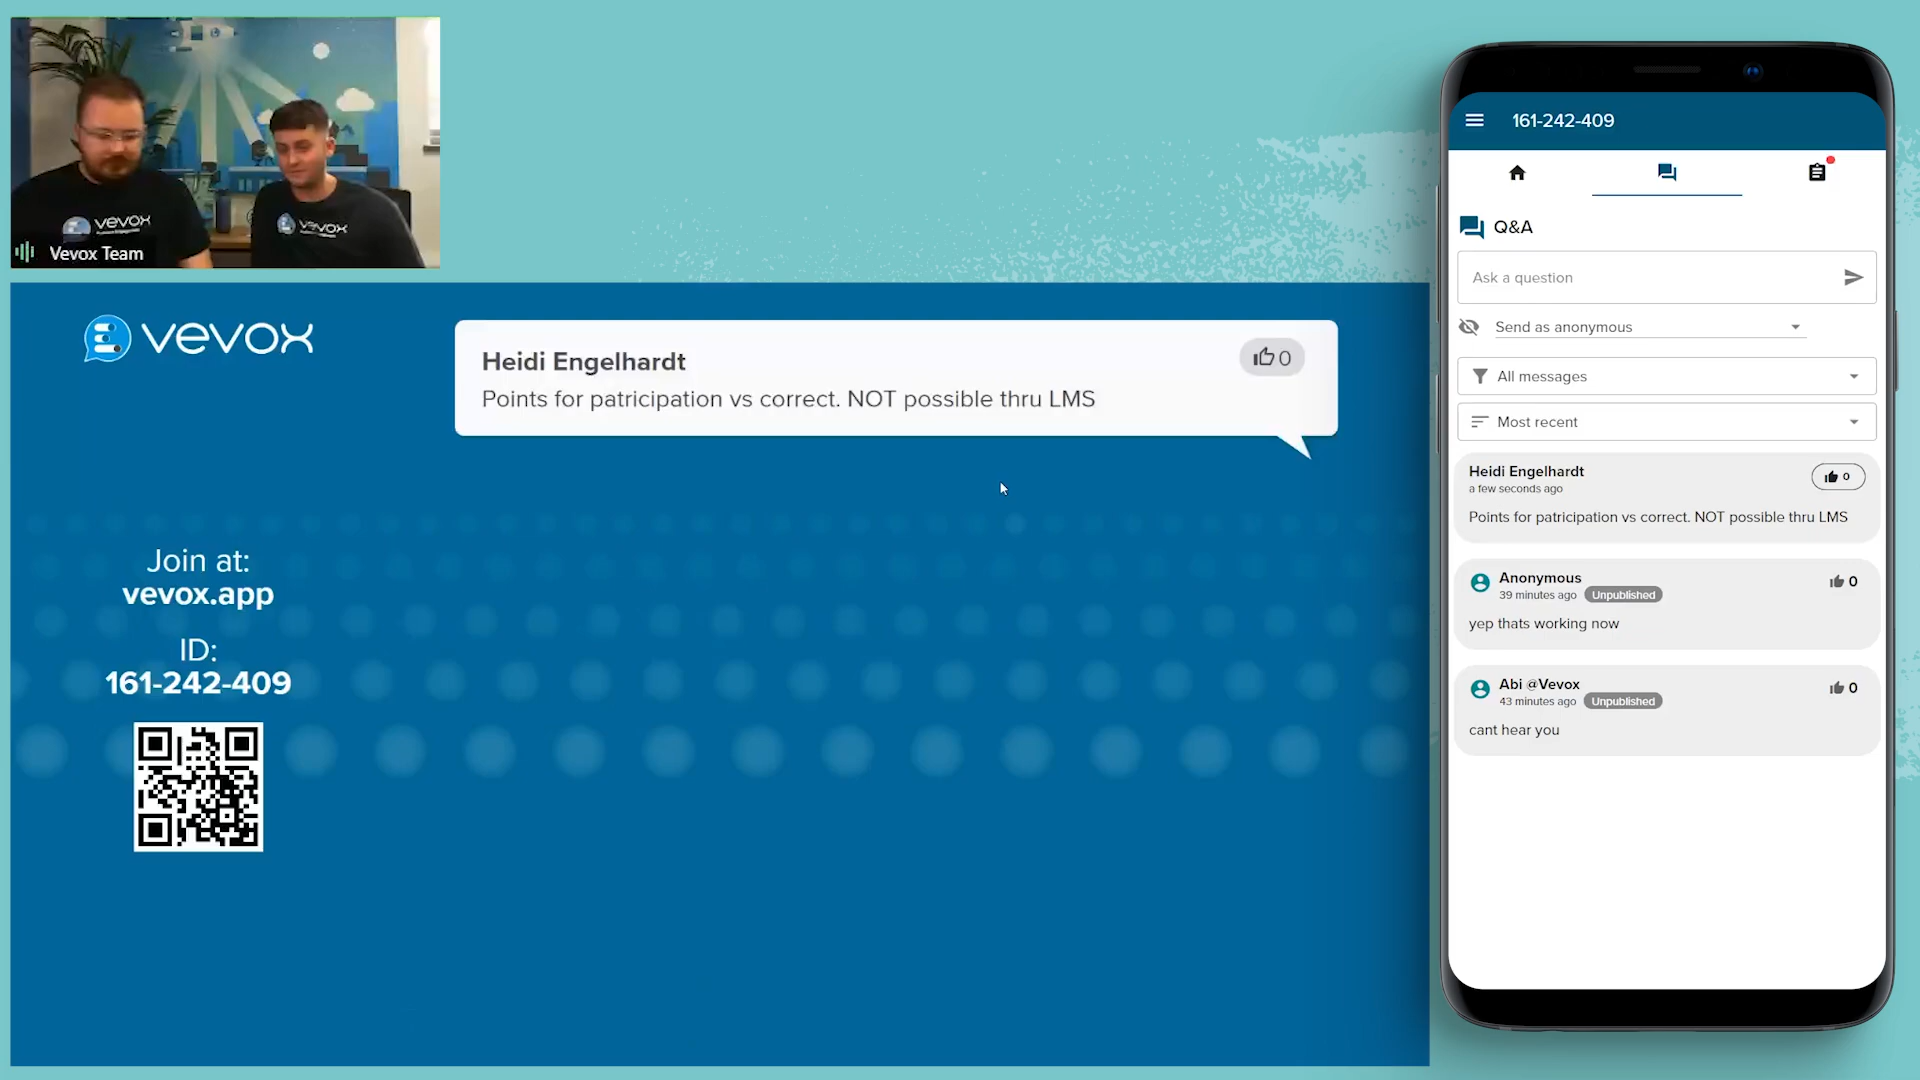 vevox
vevox
Vevox Team
vevox
Heidi Engelhardt
0
Points for patricipation vs correct. NOT possible thru LMS
Join at:
vevox.app
ID:
161-242-409
161-242-409
Q&A
Ask a question
Send as anonymous
All messages
Most recent
Heidi Engelhardt
0
a few seconds ago
Points for patricipation vs correct. NOT possible thru LMS
Anonymous
0
39 minutes ago Unpublished
yep thats working now
Abi @Vevox
0
43 minutes ago Unpublished
cant hear you